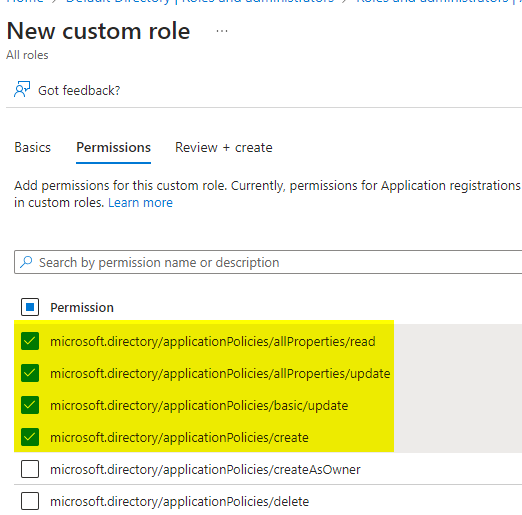 Home > Default Directory | Roles and administrators > Roles and administrators |
New custom role ...
All roles
Got feedback?
Basics Permissions Review + create
Add permissions for this custom role. Currently, permissions for Application registrations
in custom roles. Learn more
Search by permission name or description
Permission
microsoft.directory/applicationPolicies/allProperties/read
microsoft.directory/applicationPolicies/allProperties/update
microsoft.directory/applicationPolicies/basic/update
microsoft.directory/applicationPolicies/create
microsoft.directory/applicationPolicies/createAsOwner
microsoft.directory/applicationPolicies/delete